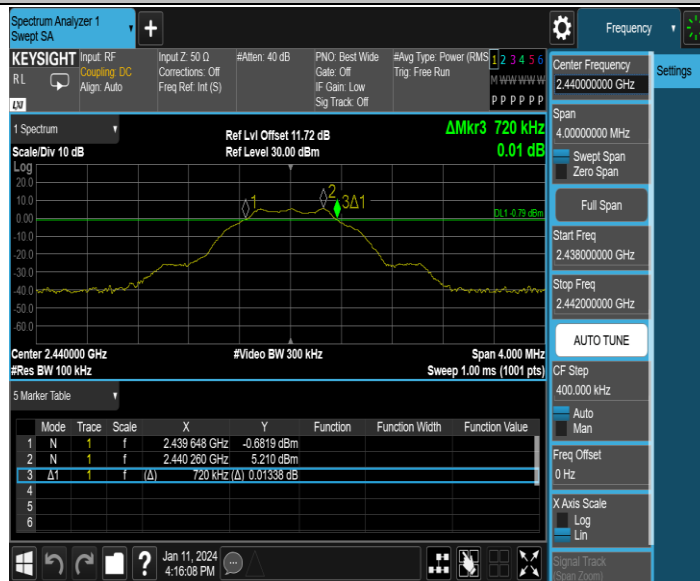 Spectrum Analyzer 1
Swept SA
+
Frequency
KEYSIGHT
RL
LXI
Input: RF
Coupling: DC
Align: Auto
Input Z: 50 Ω
Corrections: Off
Freq Ref: Int (S)
#Atten: 40 dB
PNO: Best Wide
Gate: Off
IF Gain: Low
Sig Track: Off
#Avg Type: Power (RMS
Trig: Free Run
1 2 3 4 5 6
M W W W W W
P P P P P P
Center Frequency
2.440000000 GHz
Settings
Span
4.00000000 MHz
Swept Span
Zero Span
Full Span
Start Freq
2.438000000 GHz
Stop Freq
2.442000000 GHz
AUTO TUNE
CF Step
400.000 kHz
Auto
Man
Freq Offset
0 Hz
X Axis Scale
Log
Lin
Signal Track
(Span Zoom)
1 Spectrum
Scale/Div 10 dB
Log
Ref Lvl Offset 11.72 dB
Ref Level 30.00 dBm
ΔMkr3 720 kHz
0.01 dB
20.0
10.0
0.00
-10.0
-20.0
-30.0
-40.0
-50.0
-60.0
1
2
3Δ1
DL1 -0.79 dBm
Center 2.440000 GHz
#Video BW 300 kHz
Span 4.000 MHz
#Res BW 100 kHz
Sweep 1.00 ms (1001 pts)
5 Marker Table
Mode Trace Scale X Y Function Function Width Function Value
1 N 1 f 2.439 648 GHz -0.6819 dBm
2 N 1 f 2.440 260 GHz 5.210 dBm
3 Δ1 1 f (Δ) 720 kHz (Δ) 0.01338 dB
4
5
6
?
Jan 11, 2024
4:16:08 PM